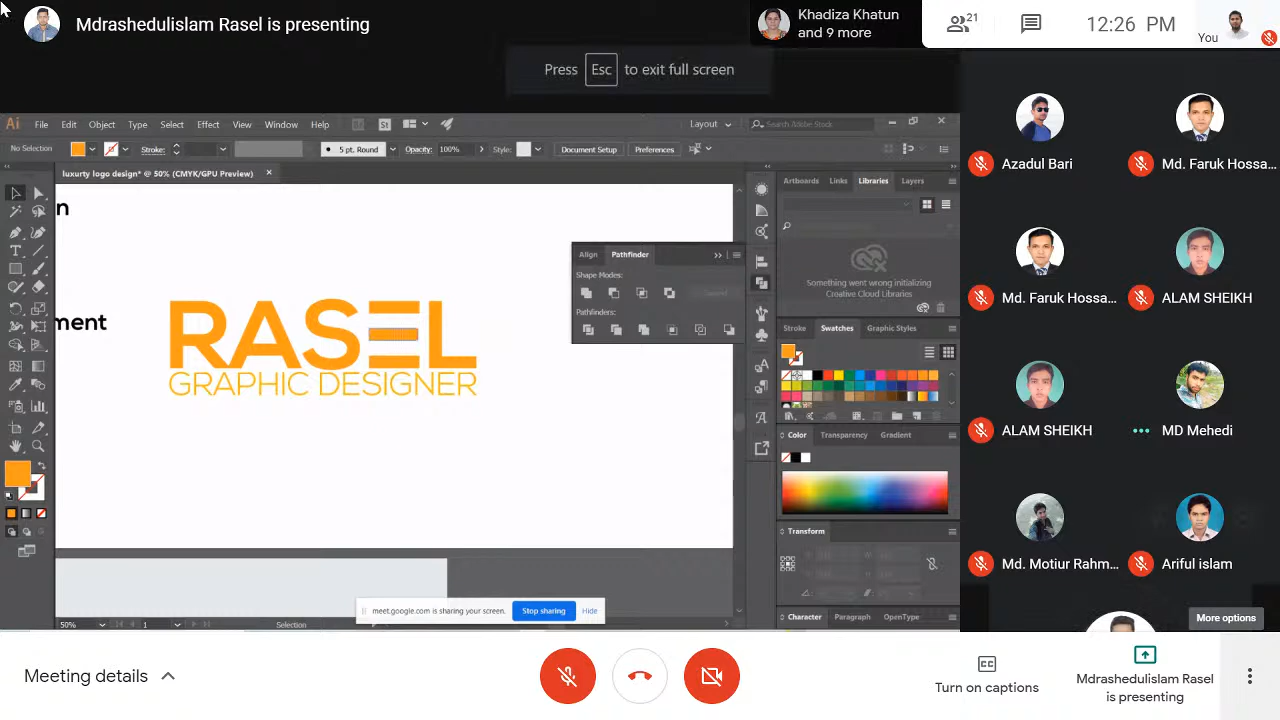 Mdrashedulislam Rasel is presenting
Khadiza Khatun
and 9 more
21
12:26 PM
You
Press Esc to exit full screen
Ai File Edit Object Type Select Effect View Window Help
Br St
Layout
Search Adobe Stock
No Selection
Stroke:
5 pt. Round
Opacity: 100%
Style:
Document Setup
Preferences
luxurty logo design* @ 50% (CMYK/GPU Preview)
n
ment
RASEL
GRAPHIC DESIGNER
Align Pathfinder
Shape Modes:
Expand
Pathfinders:
Artboards Links Libraries Layers
Something went wrong initializing
Creative Cloud Libraries
Stroke Swatches Graphic Styles
Color Transparency Gradient
Transform
Character Paragraph OpenType
meet.google.com is sharing your screen. Stop sharing Hide
50% 1 Selection
Azadul Bari
Md. Faruk Hossa...
Md. Faruk Hossa...
ALAM SHEIKH
ALAM SHEIKH
MD Mehedi
Md. Motiur Rahm...
Ariful islam
More options
Meeting details
CC
Turn on captions
Mdrashedulislam Rasel
is presenting